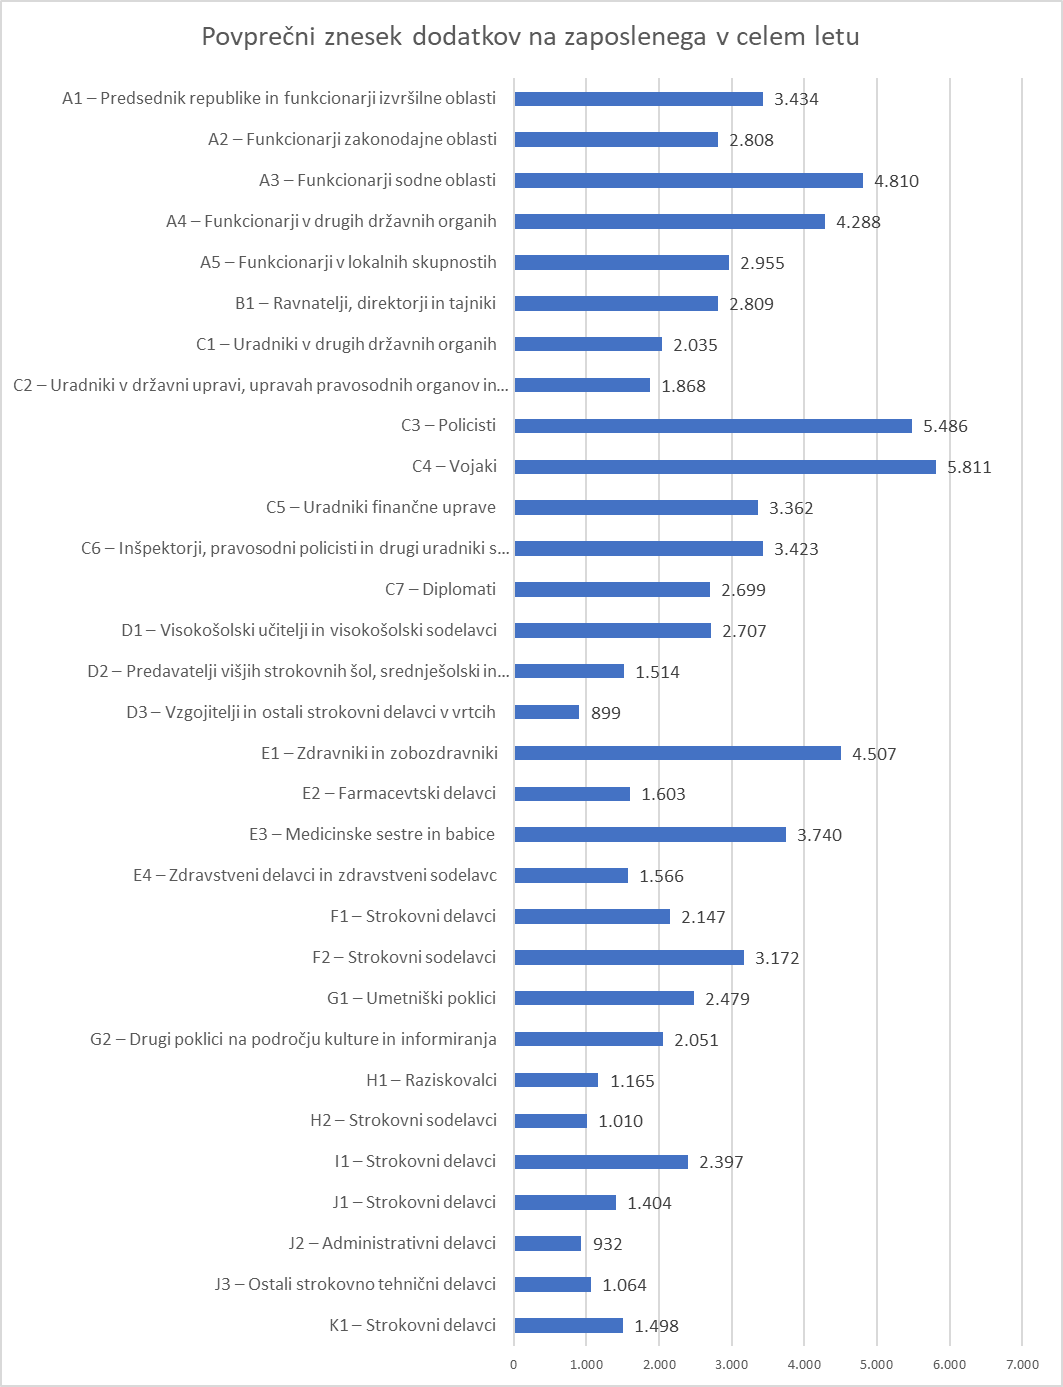 Povprečni znesek dodatkov na zaposlenega v celem letu
A1 – Predsednik republike in funkcionarji izvršilne oblasti 3.434
A2 – Funkcionarji zakonodajne oblasti 2.808
A3 – Funkcionarji sodne oblasti 4.810
A4 – Funkcionarji v drugih državnih organih 4.288
A5 – Funkcionarji v lokalnih skupnostih 2.955
B1 – Ravnatelji, direktorji in tajniki 2.809
C1 – Uradniki v drugih državnih organih 2.035
C2 – Uradniki v državni upravi, upravah pravosodnih organov in... 1.868
C3 – Policisti 5.486
C4 – Vojaki 5.811
C5 – Uradniki finančne uprave 3.362
C6 – Inšpektorji, pravosodni policisti in drugi uradniki s... 3.423
C7 – Diplomati 2.699
D1 – Visokošolski učitelji in visokošolski sodelavci 2.707
D2 – Predavatelji višjih strokovnih šol, srednješolski in... 1.514
D3 – Vzgojitelji in ostali strokovni delavci v vrtcih 899
E1 – Zdravniki in zobozdravniki 4.507
E2 – Farmacevtski delavci 1.603
E3 – Medicinske sestre in babice 3.740
E4 – Zdravstveni delavci in zdravstveni sodelavc 1.566
F1 – Strokovni delavci 2.147
F2 – Strokovni sodelavci 3.172
G1 – Umetniški poklici 2.479
G2 – Drugi poklici na področju kulture in informiranja 2.051
H1 – Raziskovalci 1.165
H2 – Strokovni sodelavci 1.010
I1 – Strokovni delavci 2.397
J1 – Strokovni delavci 1.404
J2 – Administrativni delavci 932
J3 – Ostali strokovno tehnični delavci 1.064
K1 – Strokovni delavci 1.498
0 1.000 2.000 3.000 4.000 5.000 6.000 7.000